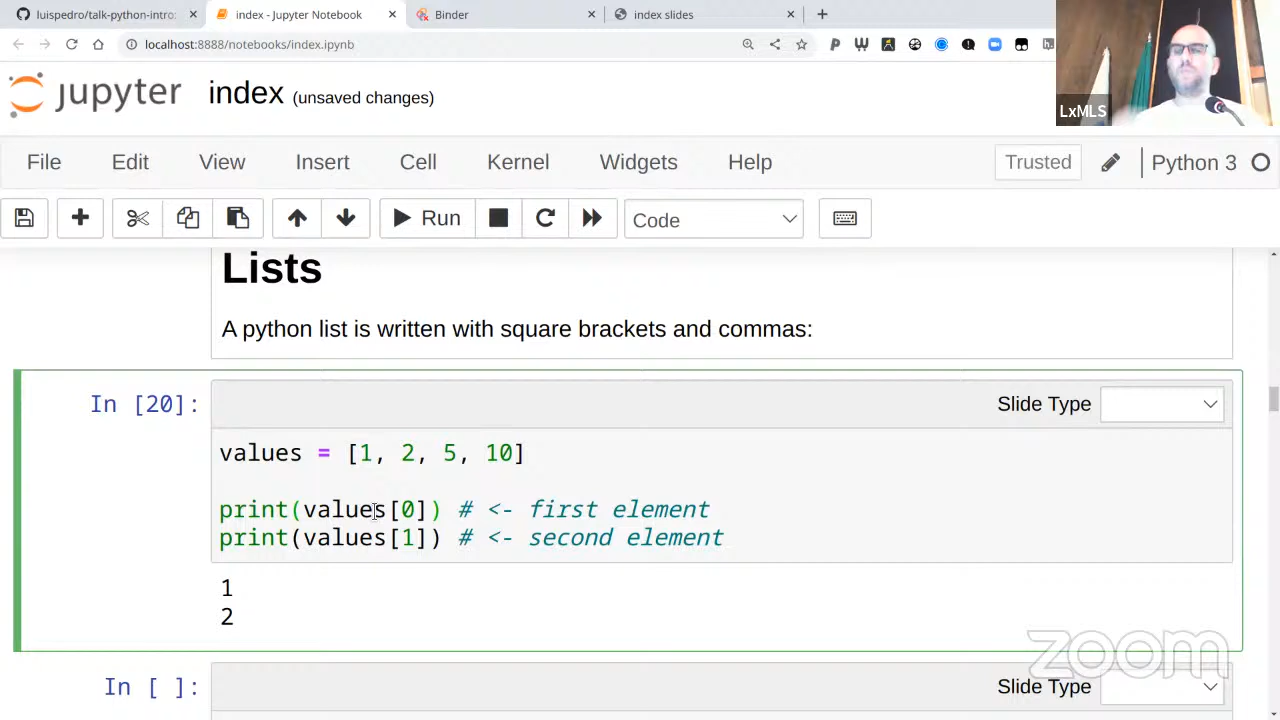 luispedro/talk-python-intro:
index - Jupyter Notebook
Binder
index slides
localhost:8888/notebooks/index.ipynb
LxMLS
jupyter
index (unsaved changes)
File Edit View Insert Cell Kernel Widgets Help
Trusted
Python 3
Run
Code
Lists
A python list is written with square brackets and commas:
In [20]:
Slide Type
values = [1, 2, 5, 10]
print(values[0]) # <- first element
print(values[1]) # <- second element
1
2
zoom
In [ ]:
Slide Type